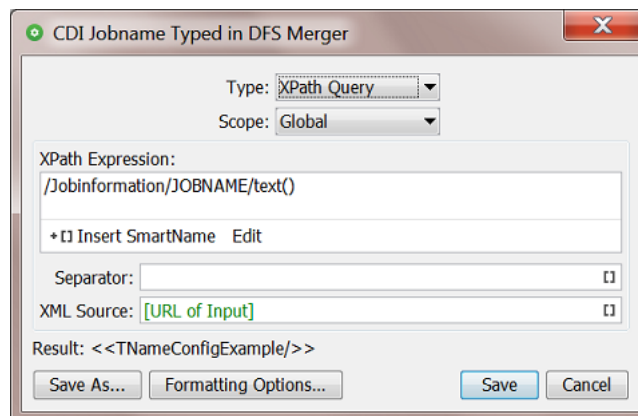 CDI Jobname Typed in DFS Merger
Type: XPath Query
Scope: Global
XPath Expression:
/Jobinformation/JOBNAME/text()
+[] Insert SmartName Edit
Separator: []
XML Source: [URL of Input] []
Result: <<TNameConfigExample/>>
Save As... Formatting Options... Save Cancel